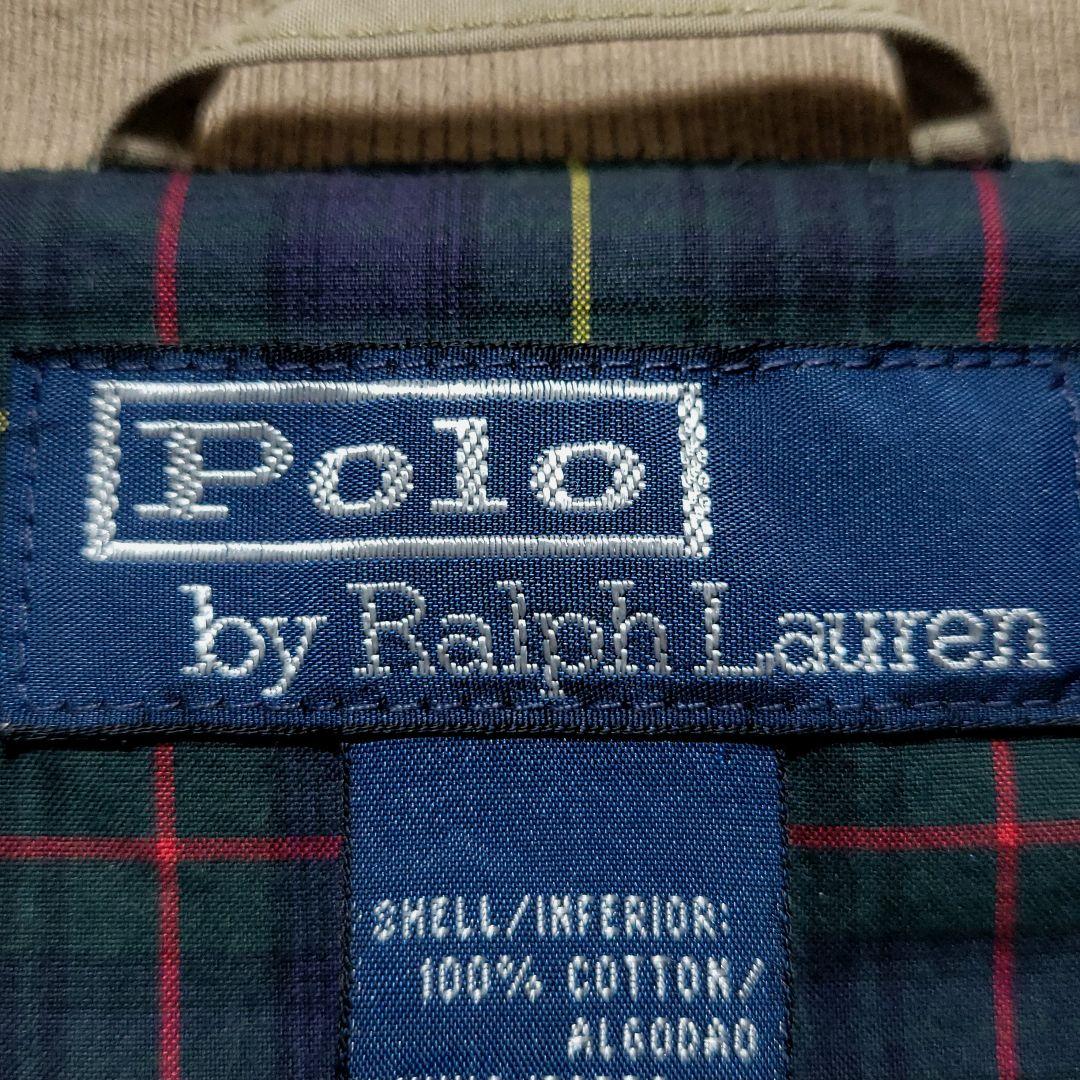 Polo
by Ralph Lauren
SHELL/INFERIOR:
100% COTTON/
ALGODAO